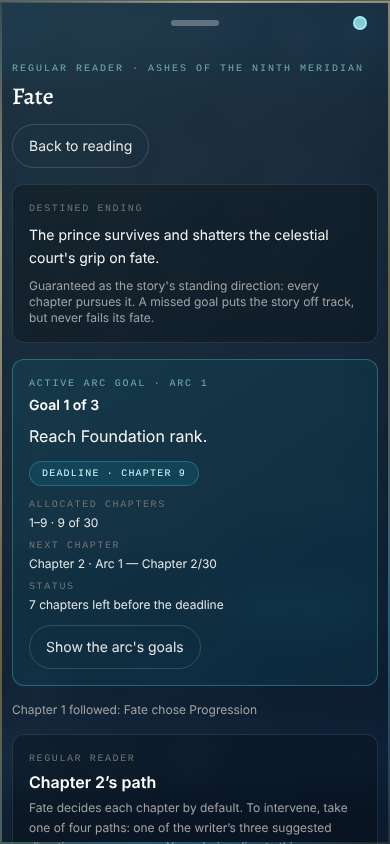 REGULAR READER · ASHES OF THE NINTH MERIDIAN
Fate
Back to reading
DESTINED ENDING
The prince survives and shatters the celestial
court's grip on fate.
Guaranteed as the story's standing direction: every
chapter pursues it. A missed goal puts the story off track,
but never fails its fate.
ACTIVE ARC GOAL · ARC 1
Goal 1 of 3
Reach Foundation rank.
DEADLINE · CHAPTER 9
ALLOCATED CHAPTERS
1–9 · 9 of 30
NEXT CHAPTER
Chapter 2 · Arc 1 — Chapter 2/30
STATUS
7 chapters left before the deadline
Show the arc's goals
Chapter 1 followed: Fate chose Progression
REGULAR READER
Chapter 2’s path
Fate decides each chapter by default. To intervene, take
one of four paths: one of the writer’s three suggested